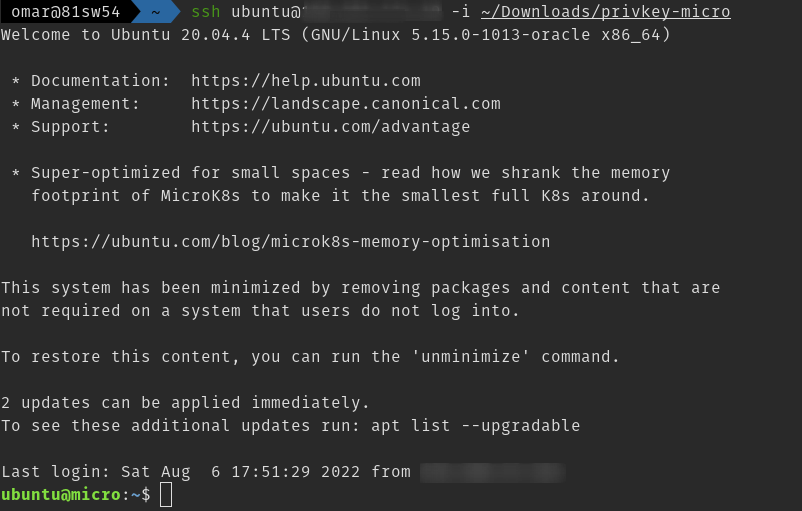 omar@81sw54 ~ ssh ubuntu@ -i ~/Downloads/privkey-micro
Welcome to Ubuntu 20.04.4 LTS (GNU/Linux 5.15.0-1013-oracle x86_64)
* Documentation: https://help.ubuntu.com
* Management: https://landscape.canonical.com
* Support: https://ubuntu.com/advantage
* Super-optimized for small spaces - read how we shrank the memory
footprint of MicroK8s to make it the smallest full K8s around.
https://ubuntu.com/blog/microk8s-memory-optimisation
This system has been minimized by removing packages and content that are
not required on a system that users do not log into.
To restore this content, you can run the 'unminimize' command.
2 updates can be applied immediately.
To see these additional updates run: apt list --upgradable
Last login: Sat Aug 6 17:51:29 2022 from
ubuntu@micro:~$